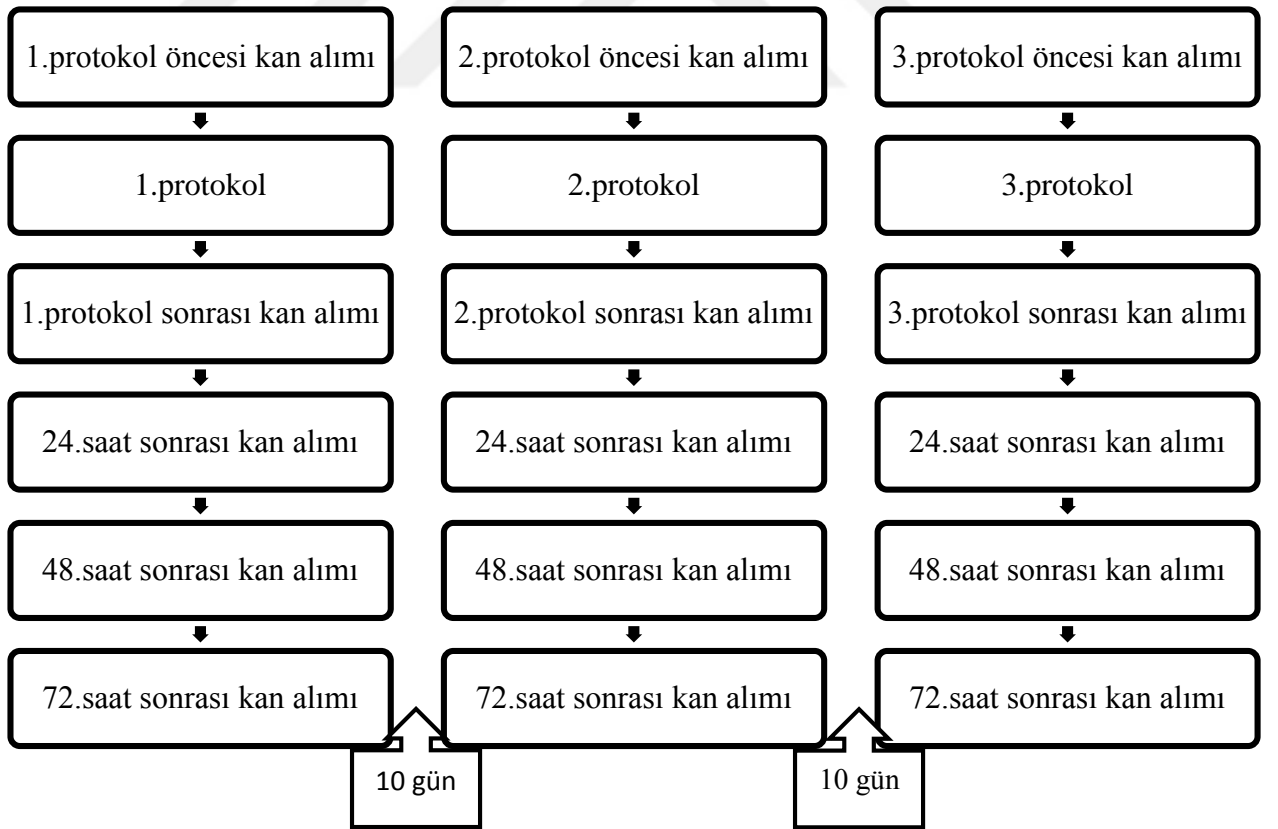 1.protokol öncesi kan alımı
1.protokol
1.protokol sonrası kan alımı
24.saat sonrası kan alımı
48.saat sonrası kan alımı
72.saat sonrası kan alımı
2.protokol öncesi kan alımı
2.protokol
2.protokol sonrası kan alımı
24.saat sonrası kan alımı
48.saat sonrası kan alımı
72.saat sonrası kan alımı
3.protokol öncesi kan alımı
3.protokol
3.protokol sonrası kan alımı
24.saat sonrası kan alımı
48.saat sonrası kan alımı
72.saat sonrası kan alımı
10 gün
10 gün